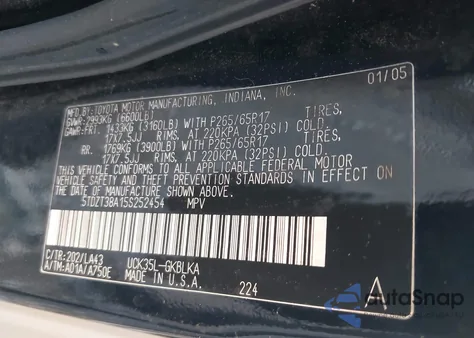 MFD.BY:TOYOTA MOTOR MANUFACTURING, INDIANA, INC. 01/05
GVWR:2993KG (6600LB)
GAWR:FRT. 1433KG (3160LB)WITH P265/65R17 TIRES,
17X7.5JJ RIMS, AT 220KPA (32PSI) COLD.
RR. 1769KG (3900LB)WITH P265/65R17 TIRES,
17X7.5JJ RIMS, AT 220KPA (32PSI) COLD.
THIS VEHICLE CONFORMS TO ALL APPLICABLE FEDERAL MOTOR
VEHICLE SAFETY AND THEFT PREVENTION STANDARDS IN EFFECT
ON THE DATE OF MANUFACTURE SHOWN ABOVE.
5TDZT38A15S252454 MPV
C/TR:202/LA43 UCK35L-GKBLKA
A/TM:A01A/A750E MADE IN U.S.A. 224 A
AutoSnap